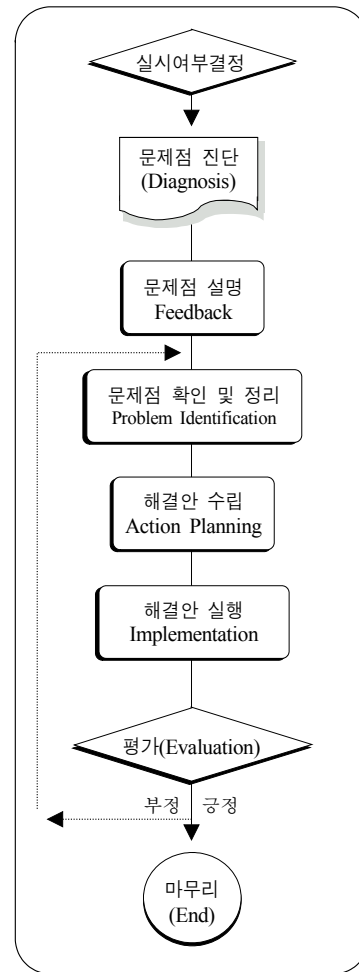 실시여부결정
문제점 진단
(Diagnosis)
문제점 설명
Feedback
문제점 확인 및 정리
Problem Identification
해결안 수립
Action Planning
해결안 실행
Implementation
평가(Evaluation)
부정 긍정
마무리
(End)